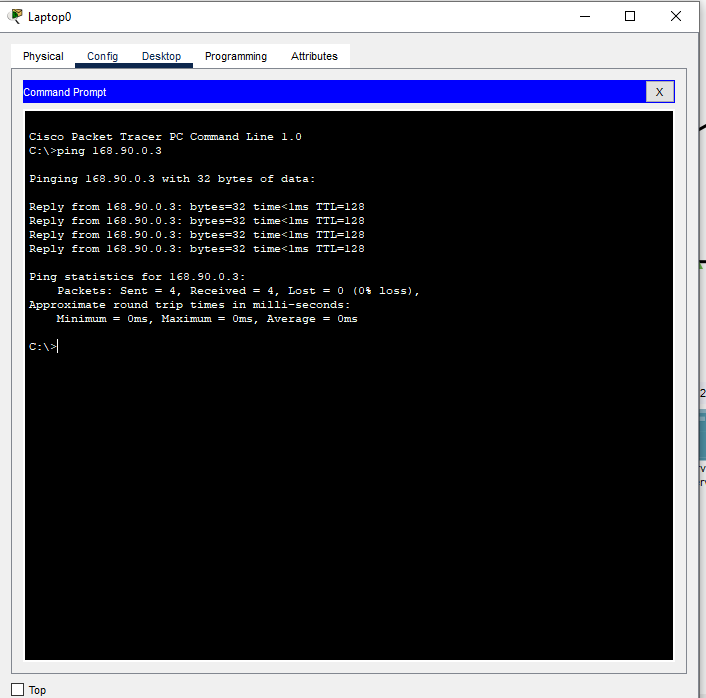 Laptop0
Physical Config Desktop Programming Attributes
Command Prompt X
Cisco Packet Tracer PC Command Line 1.0
C:\>ping 168.90.0.3
Pinging 168.90.0.3 with 32 bytes of data:
Reply from 168.90.0.3: bytes=32 time<1ms TTL=128
Reply from 168.90.0.3: bytes=32 time<1ms TTL=128
Reply from 168.90.0.3: bytes=32 time<1ms TTL=128
Reply from 168.90.0.3: bytes=32 time<1ms TTL=128
Ping statistics for 168.90.0.3:
Packets: Sent = 4, Received = 4, Lost = 0 (0% loss),
Approximate round trip times in milli-seconds:
Minimum = 0ms, Maximum = 0ms, Average = 0ms
C:\>
Top